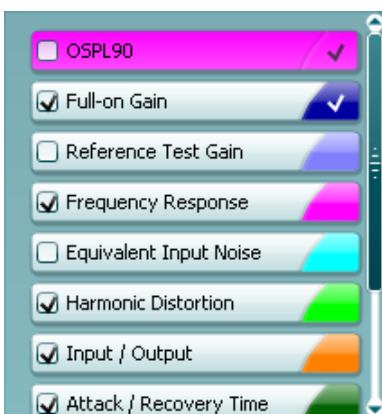 OSPL90
Full-on Gain
Reference Test Gain
Frequency Response
Equivalent Input Noise
Harmonic Distortion
Input / Output
Attack / Recovery Time